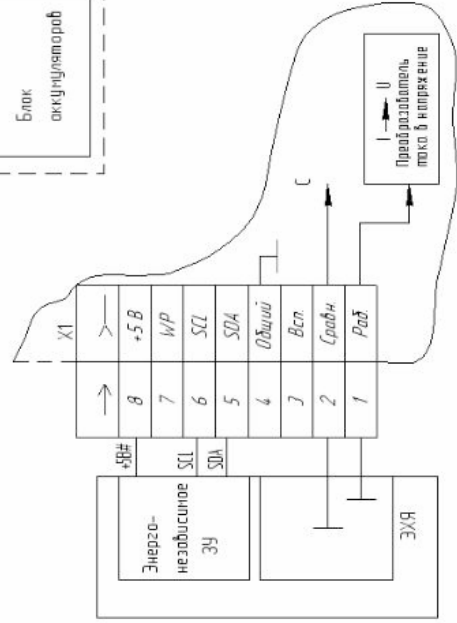 Блок
аккумуляторов
X1
8 +5 В
7 WP
6 SCL
5 SDA
4 Общий
3 Всп.
2 Сравн.
1 Раб.
+5В#
SCL
SDA
Энерго-
независимое
ЗУ
ЭХЯ
С
I U
Преобразователь
тока в напряжение